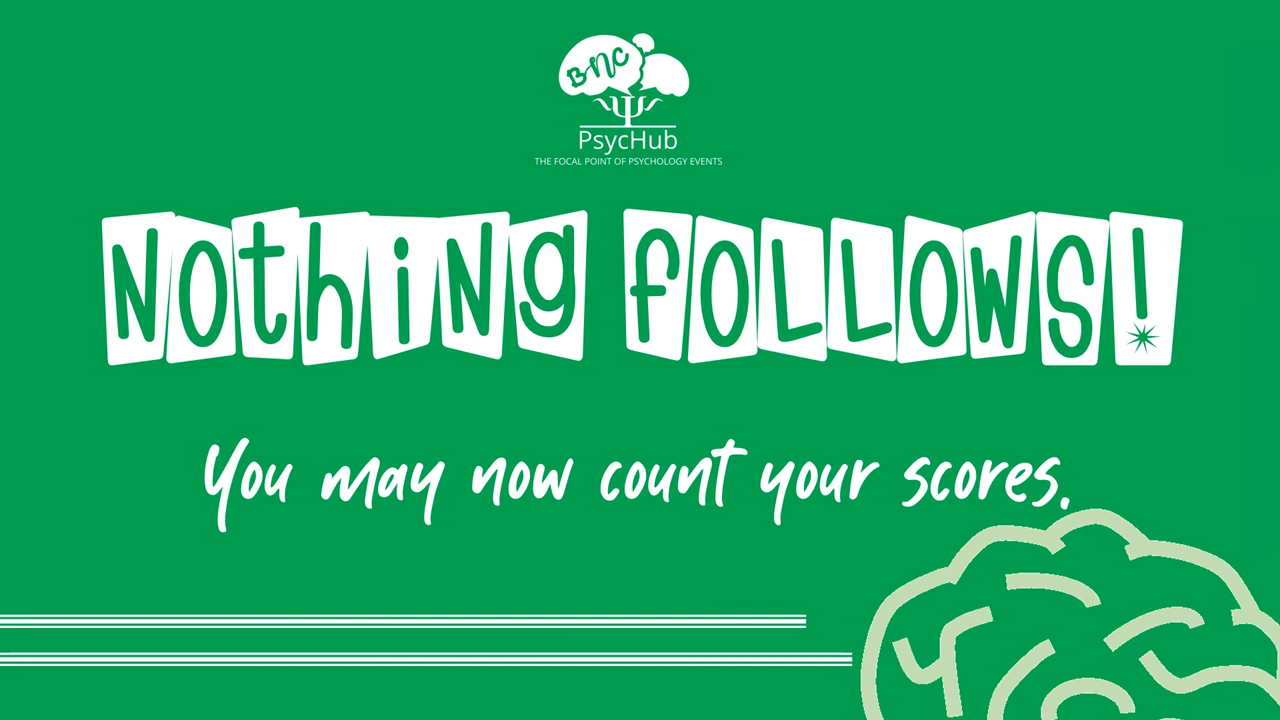 BNC
PsycHub
THE FOCAL POINT OF PSYCHOLOGY EVENTS
Nothing follows!
You may now count your scores.